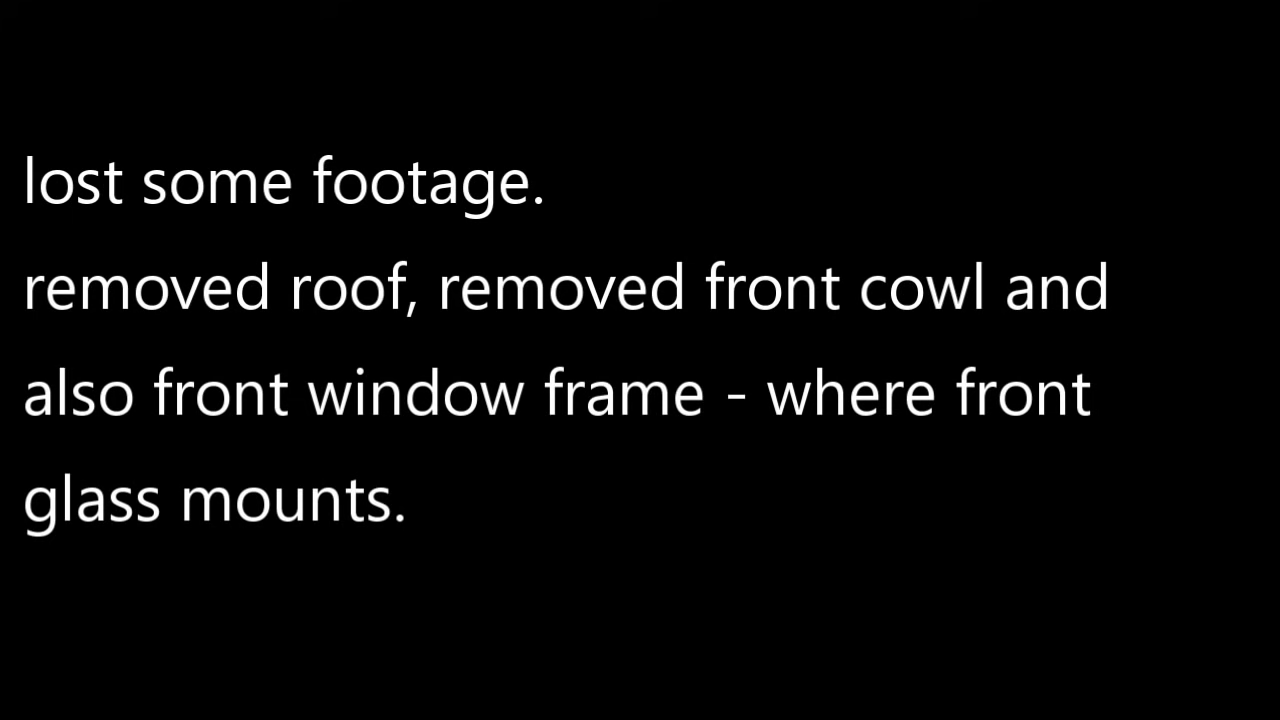 lost some footage.
removed roof, removed front cowl and
also front window frame - where front
glass mounts.